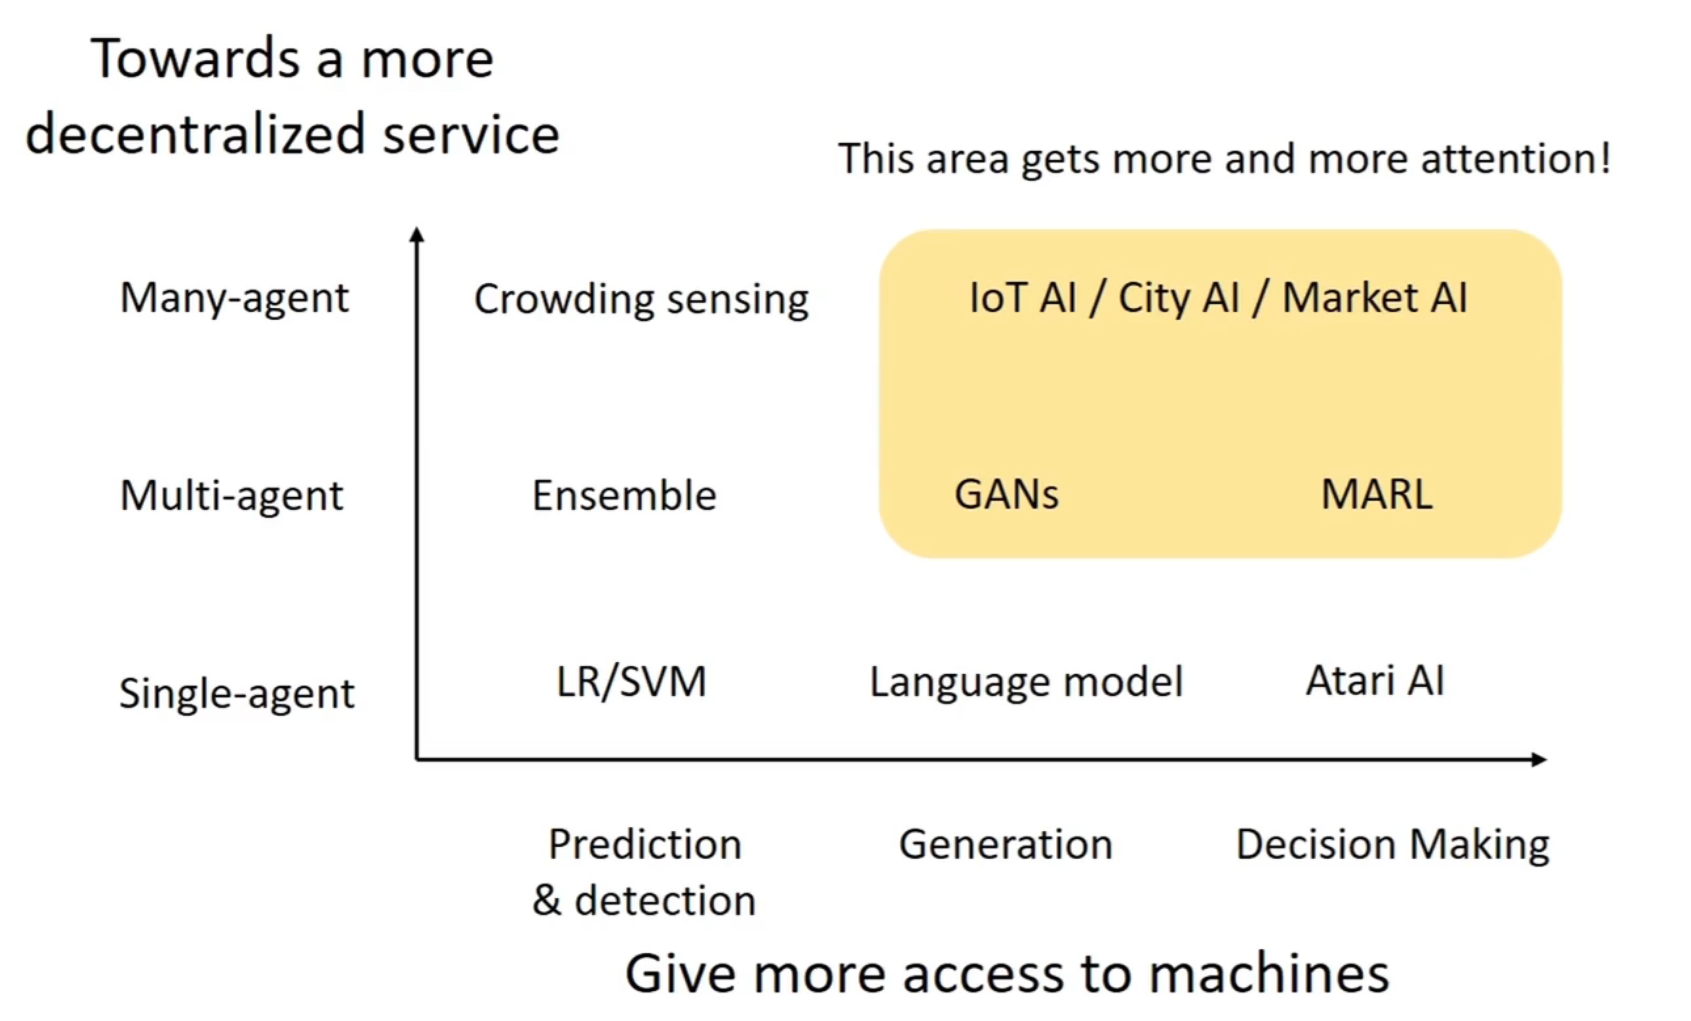 Towards a more
decentralized service
This area gets more and more attention!
Many-agent
Crowding sensing
IoT AI / City AI / Market AI
Multi-agent
Ensemble
GANs
MARL
Single-agent
LR/SVM
Language model
Atari AI
Prediction
& detection
Generation
Decision Making
Give more access to machines